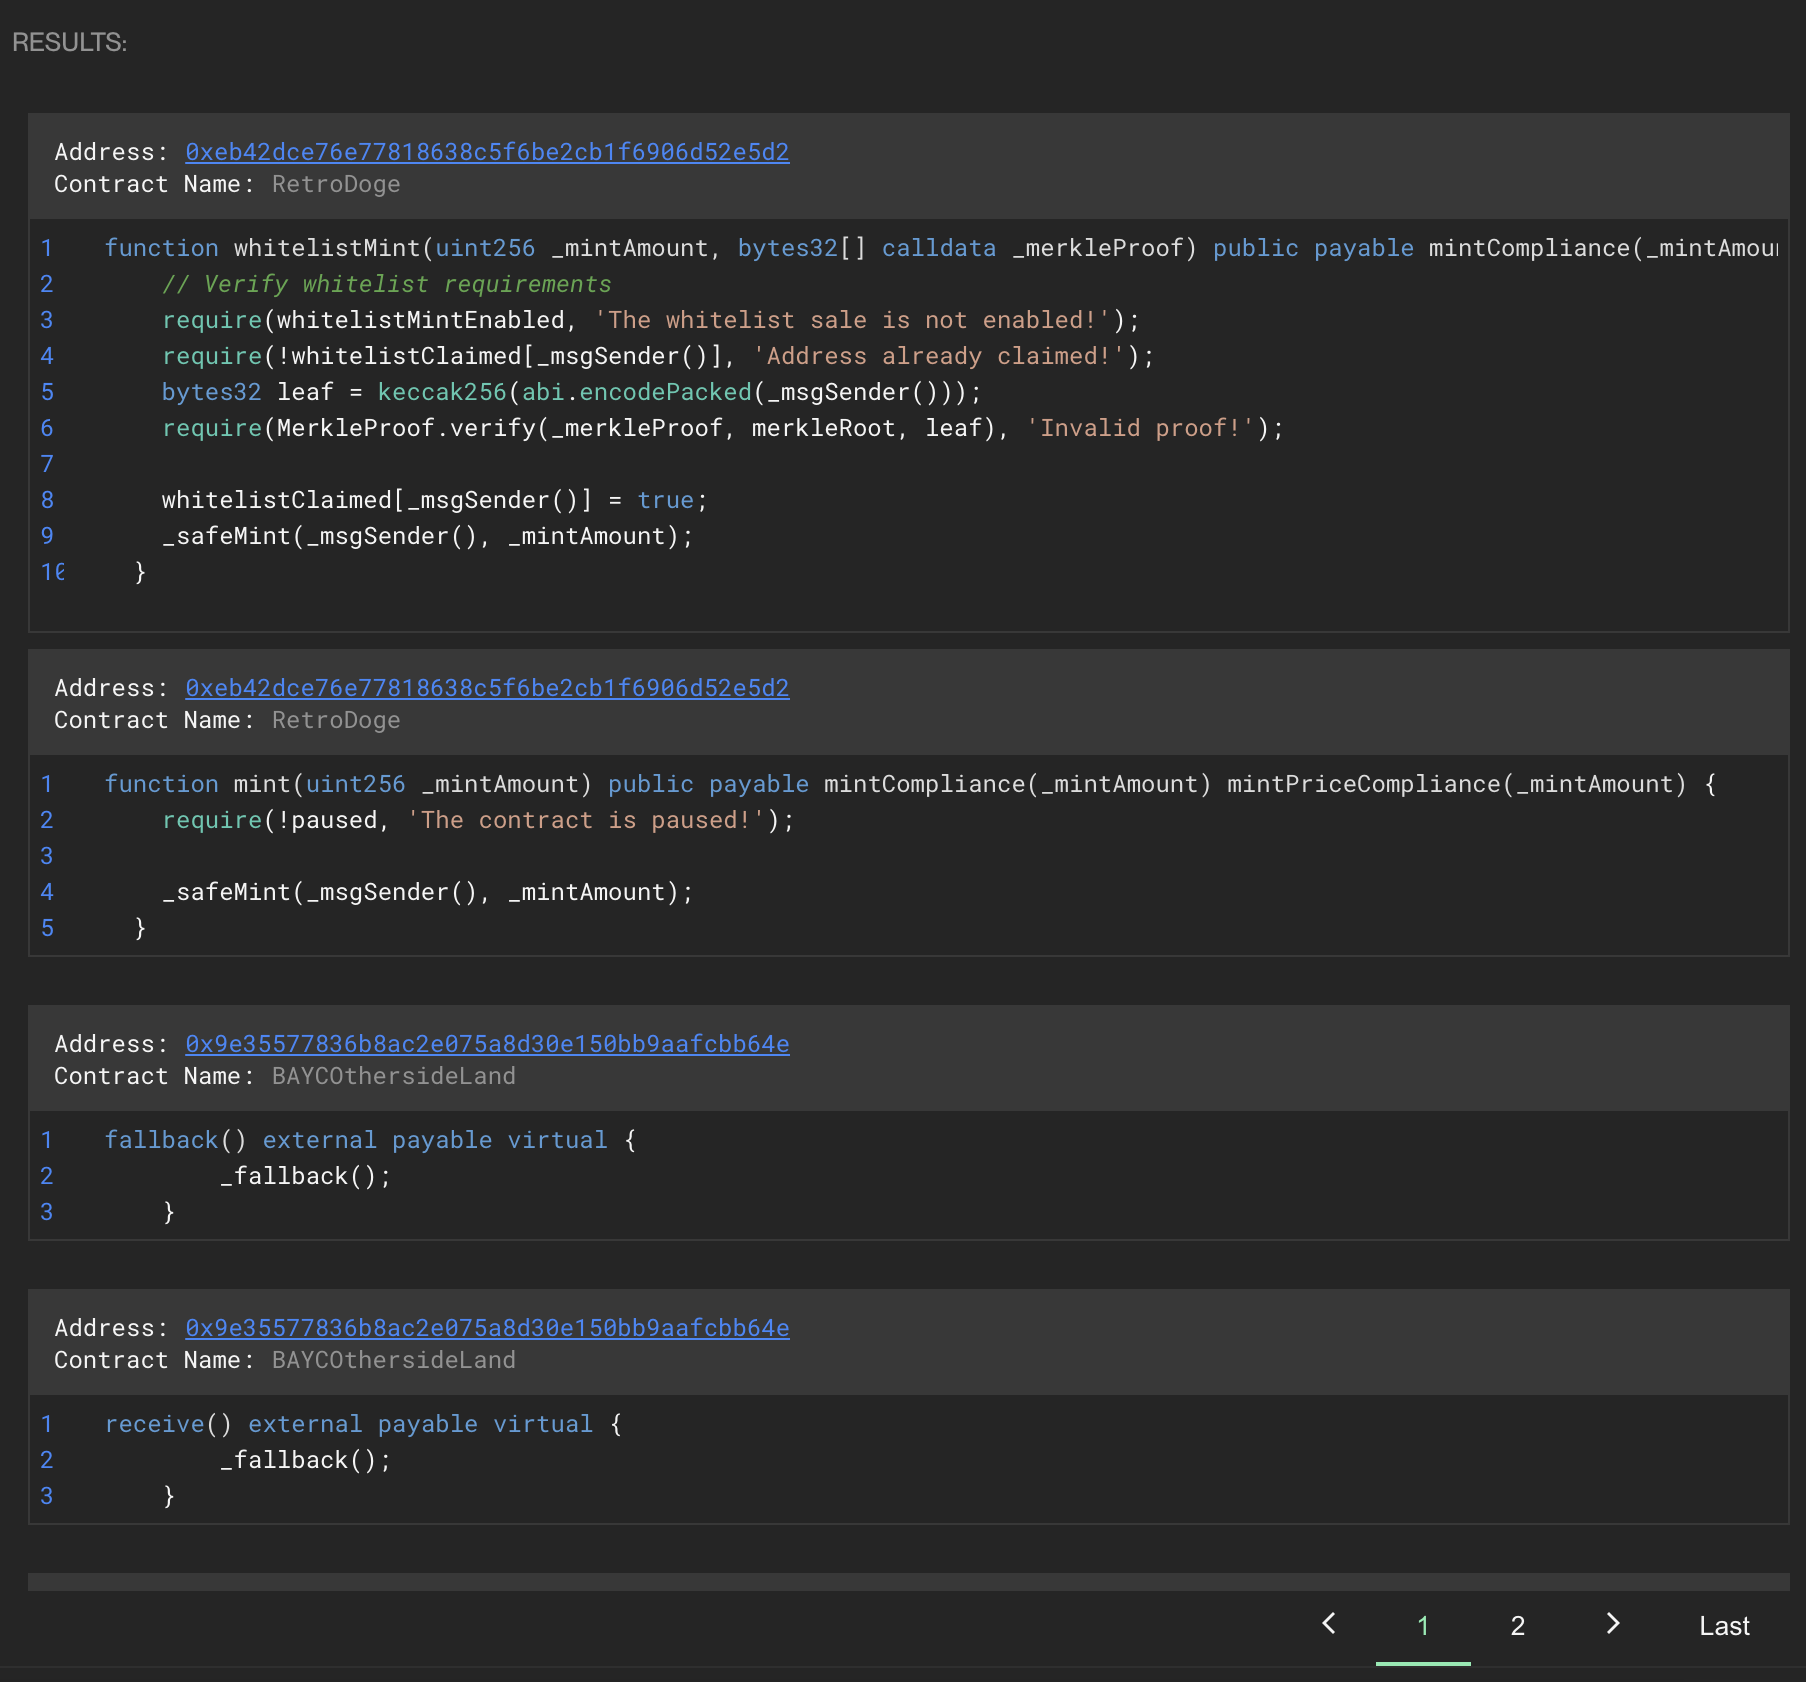 RESULTS:
Address: 0xeb42dce76e77818638c5f6be2cb1f6906d52e5d2
Contract Name: RetroDoge
1 function whitelistMint(uint256 _mintAmount, bytes32[] calldata _merkleProof) public payable mintCompliance(_mintAmou
2 // Verify whitelist requirements
3 require(whitelistMintEnabled, 'The whitelist sale is not enabled!');
4 require(!whitelistClaimed[_msgSender()], 'Address already claimed!');
5 bytes32 leaf = keccak256(abi.encodePacked(_msgSender()));
6 require(MerkleProof.verify(_merkleProof, merkleRoot, leaf), 'Invalid proof!');
7
8 whitelistClaimed[_msgSender()] = true;
9 _safeMint(_msgSender(), _mintAmount);
10 }
Address: 0xeb42dce76e77818638c5f6be2cb1f6906d52e5d2
Contract Name: RetroDoge
1 function mint(uint256 _mintAmount) public payable mintCompliance(_mintAmount) mintPriceCompliance(_mintAmount) {
2 require(!paused, 'The contract is paused!');
3
4 _safeMint(_msgSender(), _mintAmount);
5 }
Address: 0x9e35577836b8ac2e075a8d30e150bb9aafcbb64e
Contract Name: BAYCOthersideLand
1 fallback() external payable virtual {
2 _fallback();
3 }
Address: 0x9e35577836b8ac2e075a8d30e150bb9aafcbb64e
Contract Name: BAYCOthersideLand
1 receive() external payable virtual {
2 _fallback();
3 }
1 2 Last